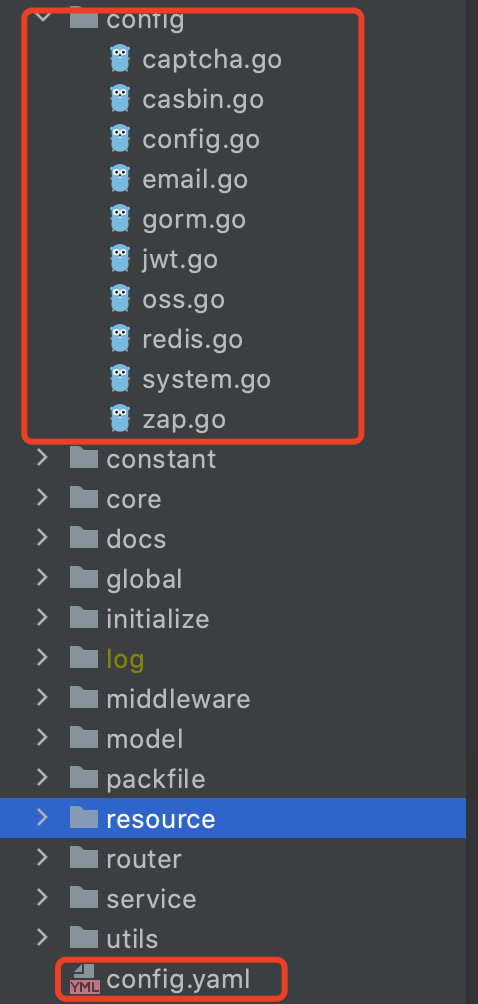 config
captcha.go
casbin.go
config.go
email.go
gorm.go
jwt.go
oss.go
redis.go
system.go
zap.go
constant
core
docs
global
initialize
log
middleware
model
packfile
resource
router
service
utils
YML config.yaml